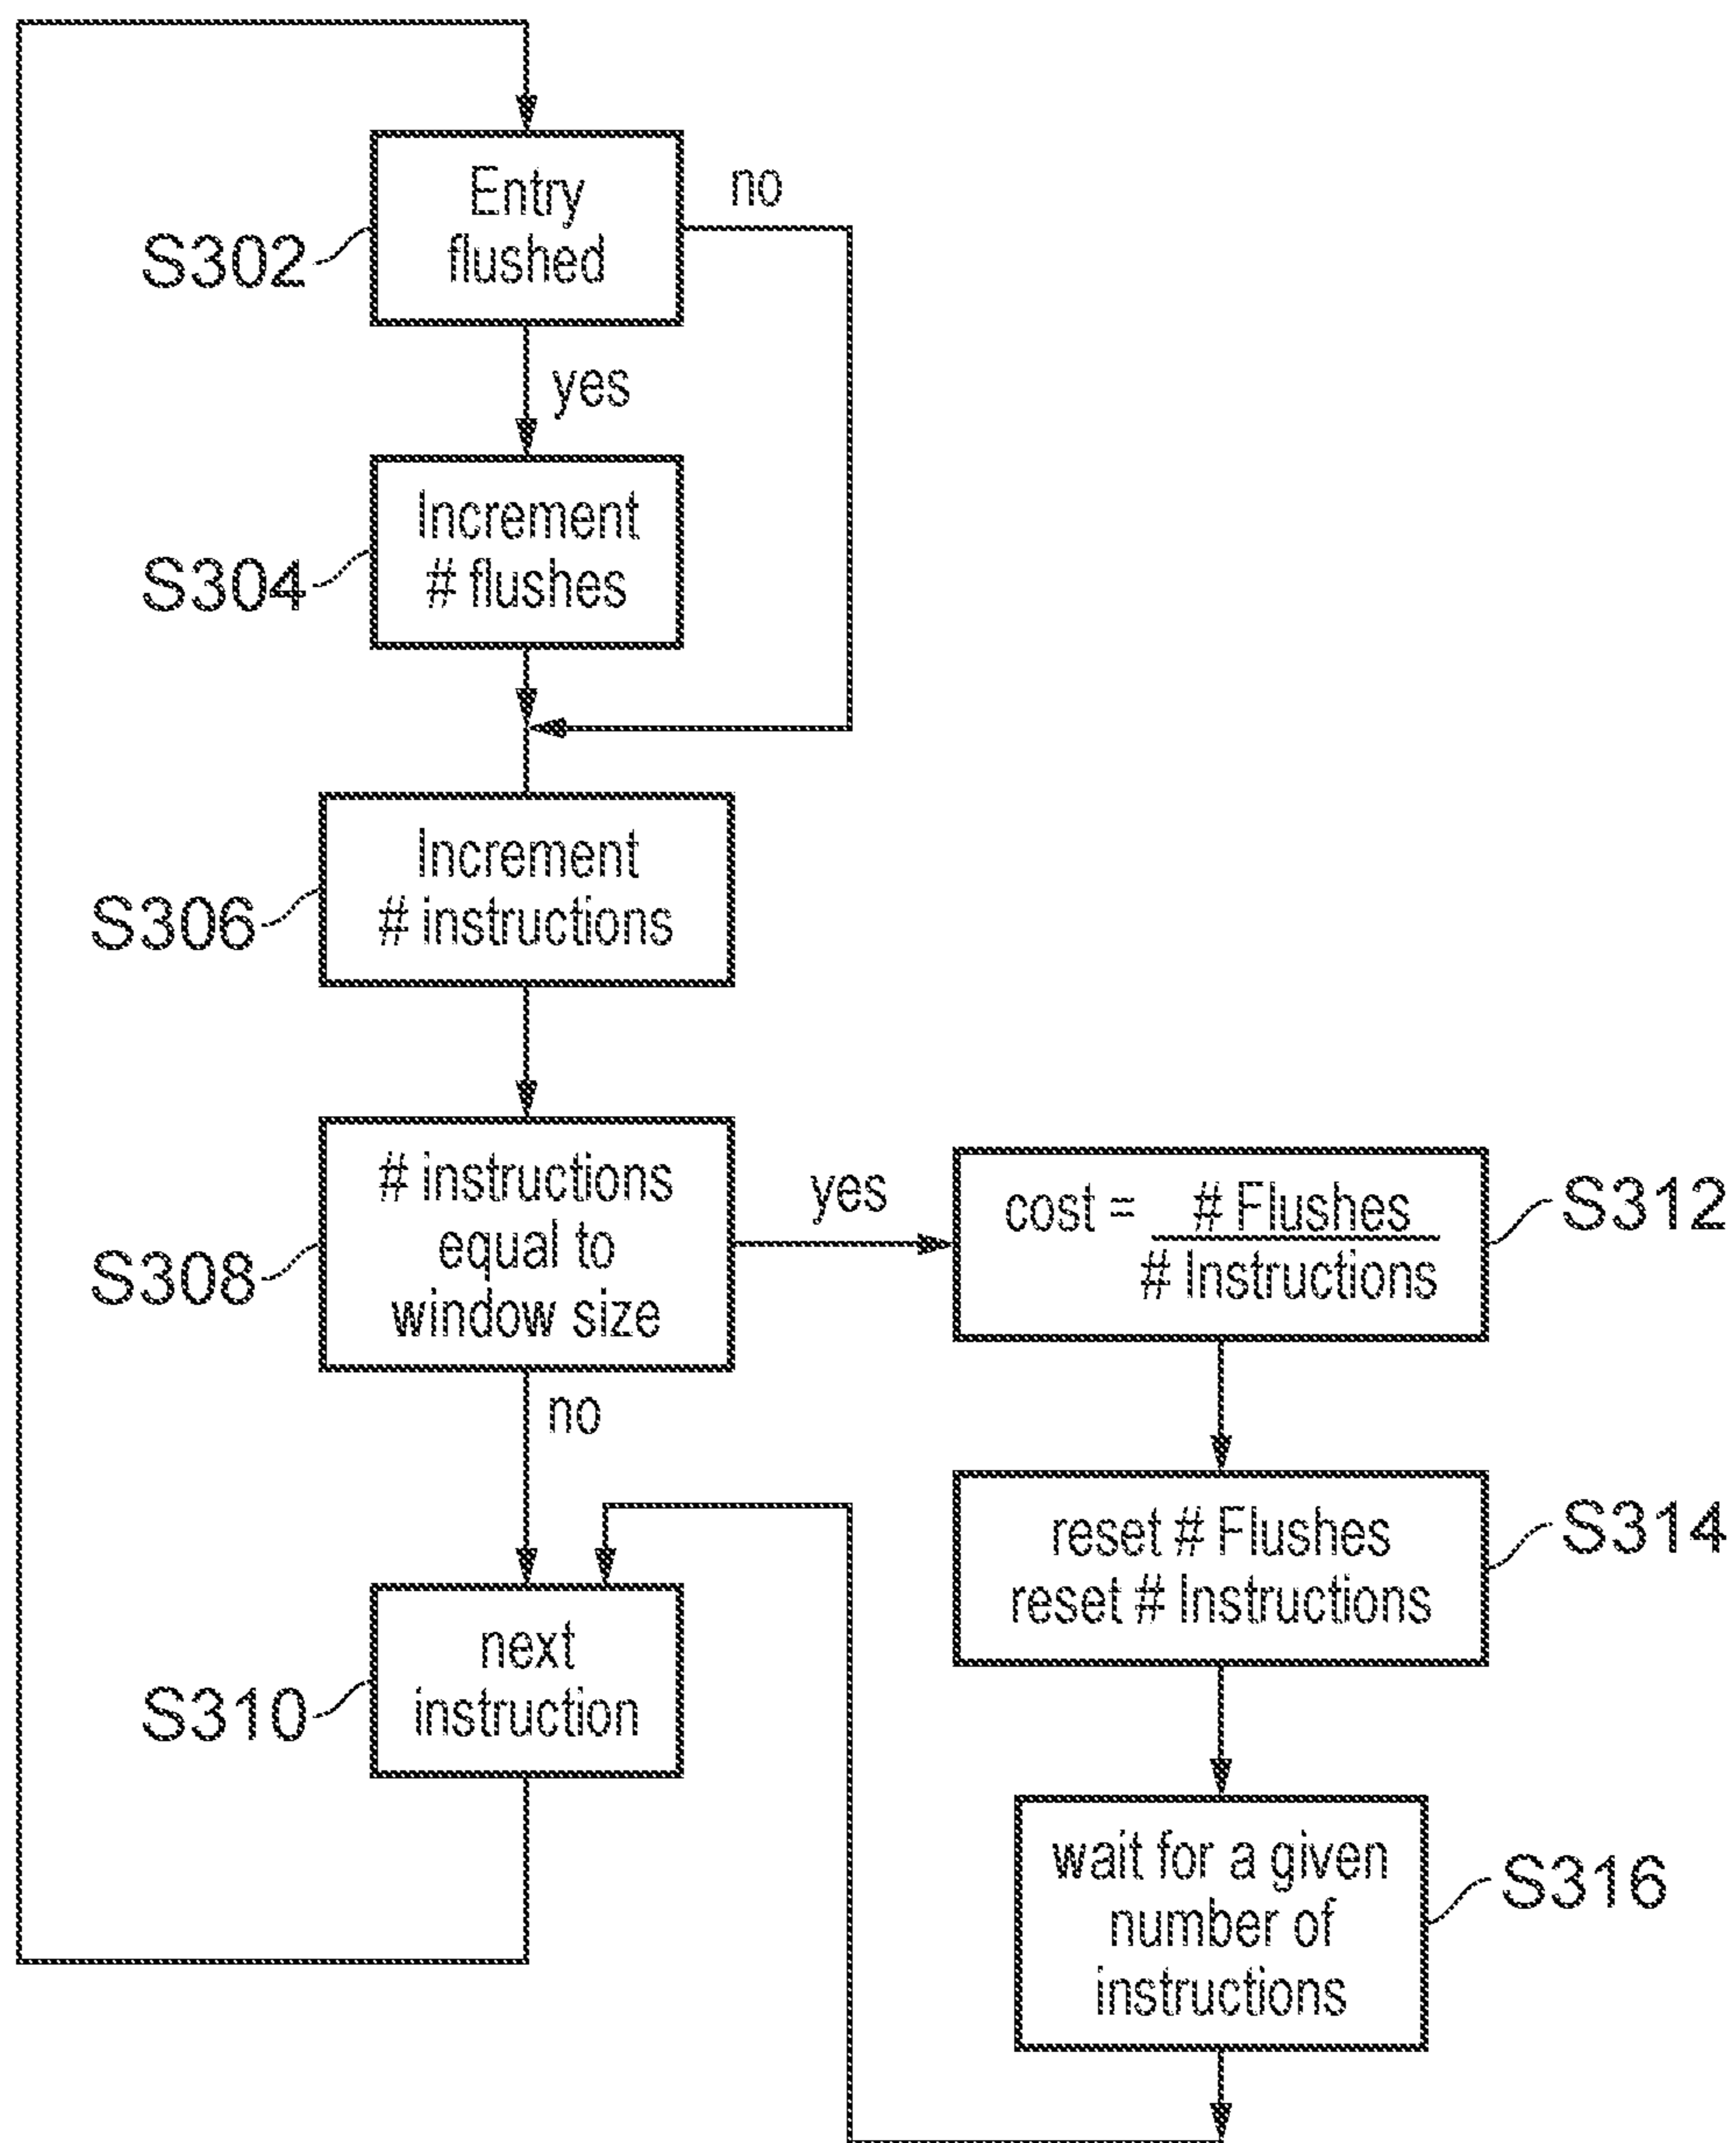 Entry
flushed
no
S302
yes
Increment
# flushes
S304
Increment
# instructions
S306
# instructions
equal to
window size
S308
yes
cost = # Flushes
# Instructions
S312
no
reset # Flushes
reset # Instructions
S314
next
instruction
S310
wait for a given
number of
instructions
S316